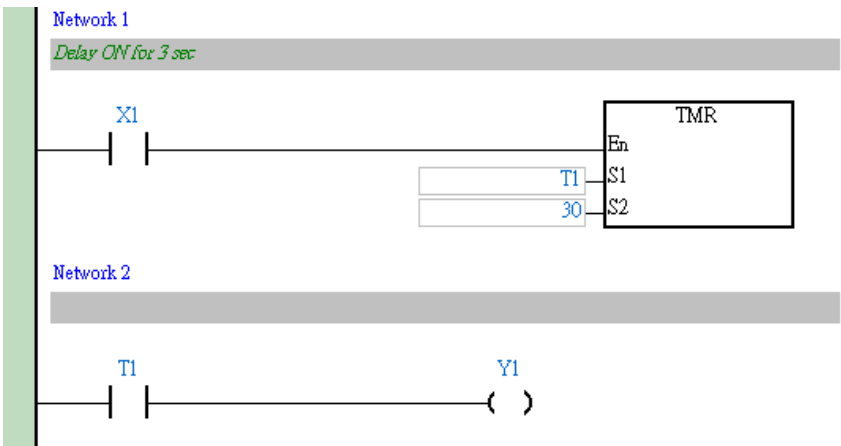 Network 1
Delay ON for 3 sec
X1
TMR
En
T1 S1
30 S2
Network 2
T1 Y1
( )